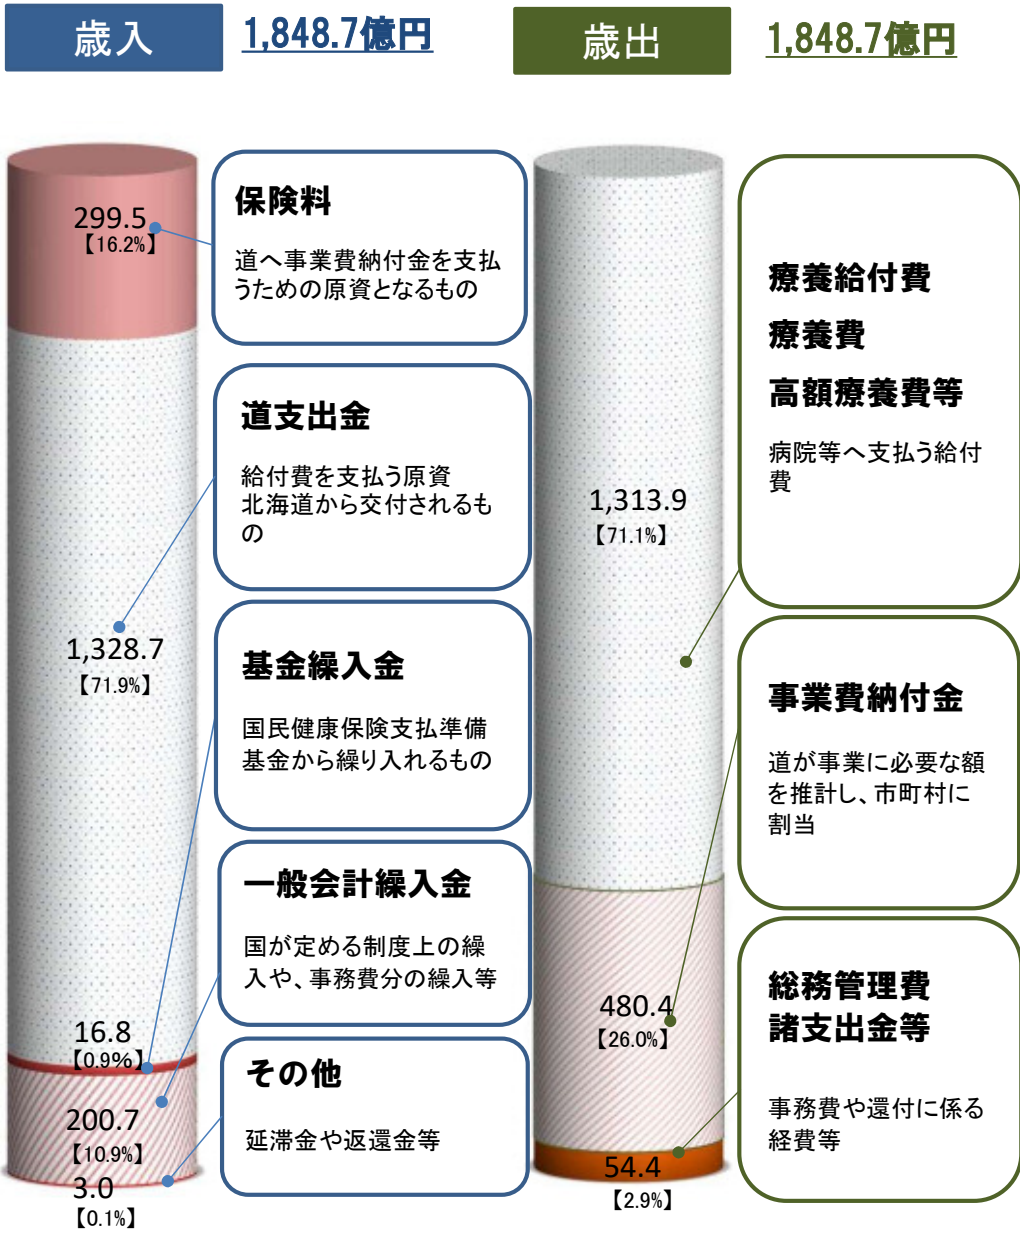 歳入
1,848.7億円
歳出
1,848.7億円
299.5
【16.2%】
保険料
道へ事業費納付金を支払
うための原資となるもの
道支出金
給付費を支払う原資
北海道から交付されるも
の
1,328.7
【71.9%】
基金繰入金
国民健康保険支払準備
基金から繰り入れるもの
16.8
【0.9%】
一般会計繰入金
国が定める制度上の繰
入や、事務費分の繰入等
200.7
【10.9%】
その他
延滞金や返還金等
3.0
【0.1%】
療養給付費
療養費
高額療養費等
病院等へ支払う給付
費
1,313.9
【71.1%】
事業費納付金
道が事業に必要な額
を推計し、市町村に
割当
480.4
【26.0%】
総務管理費
諸支出金等
事務費や還付に係る
経費等
54.4
【2.9%】